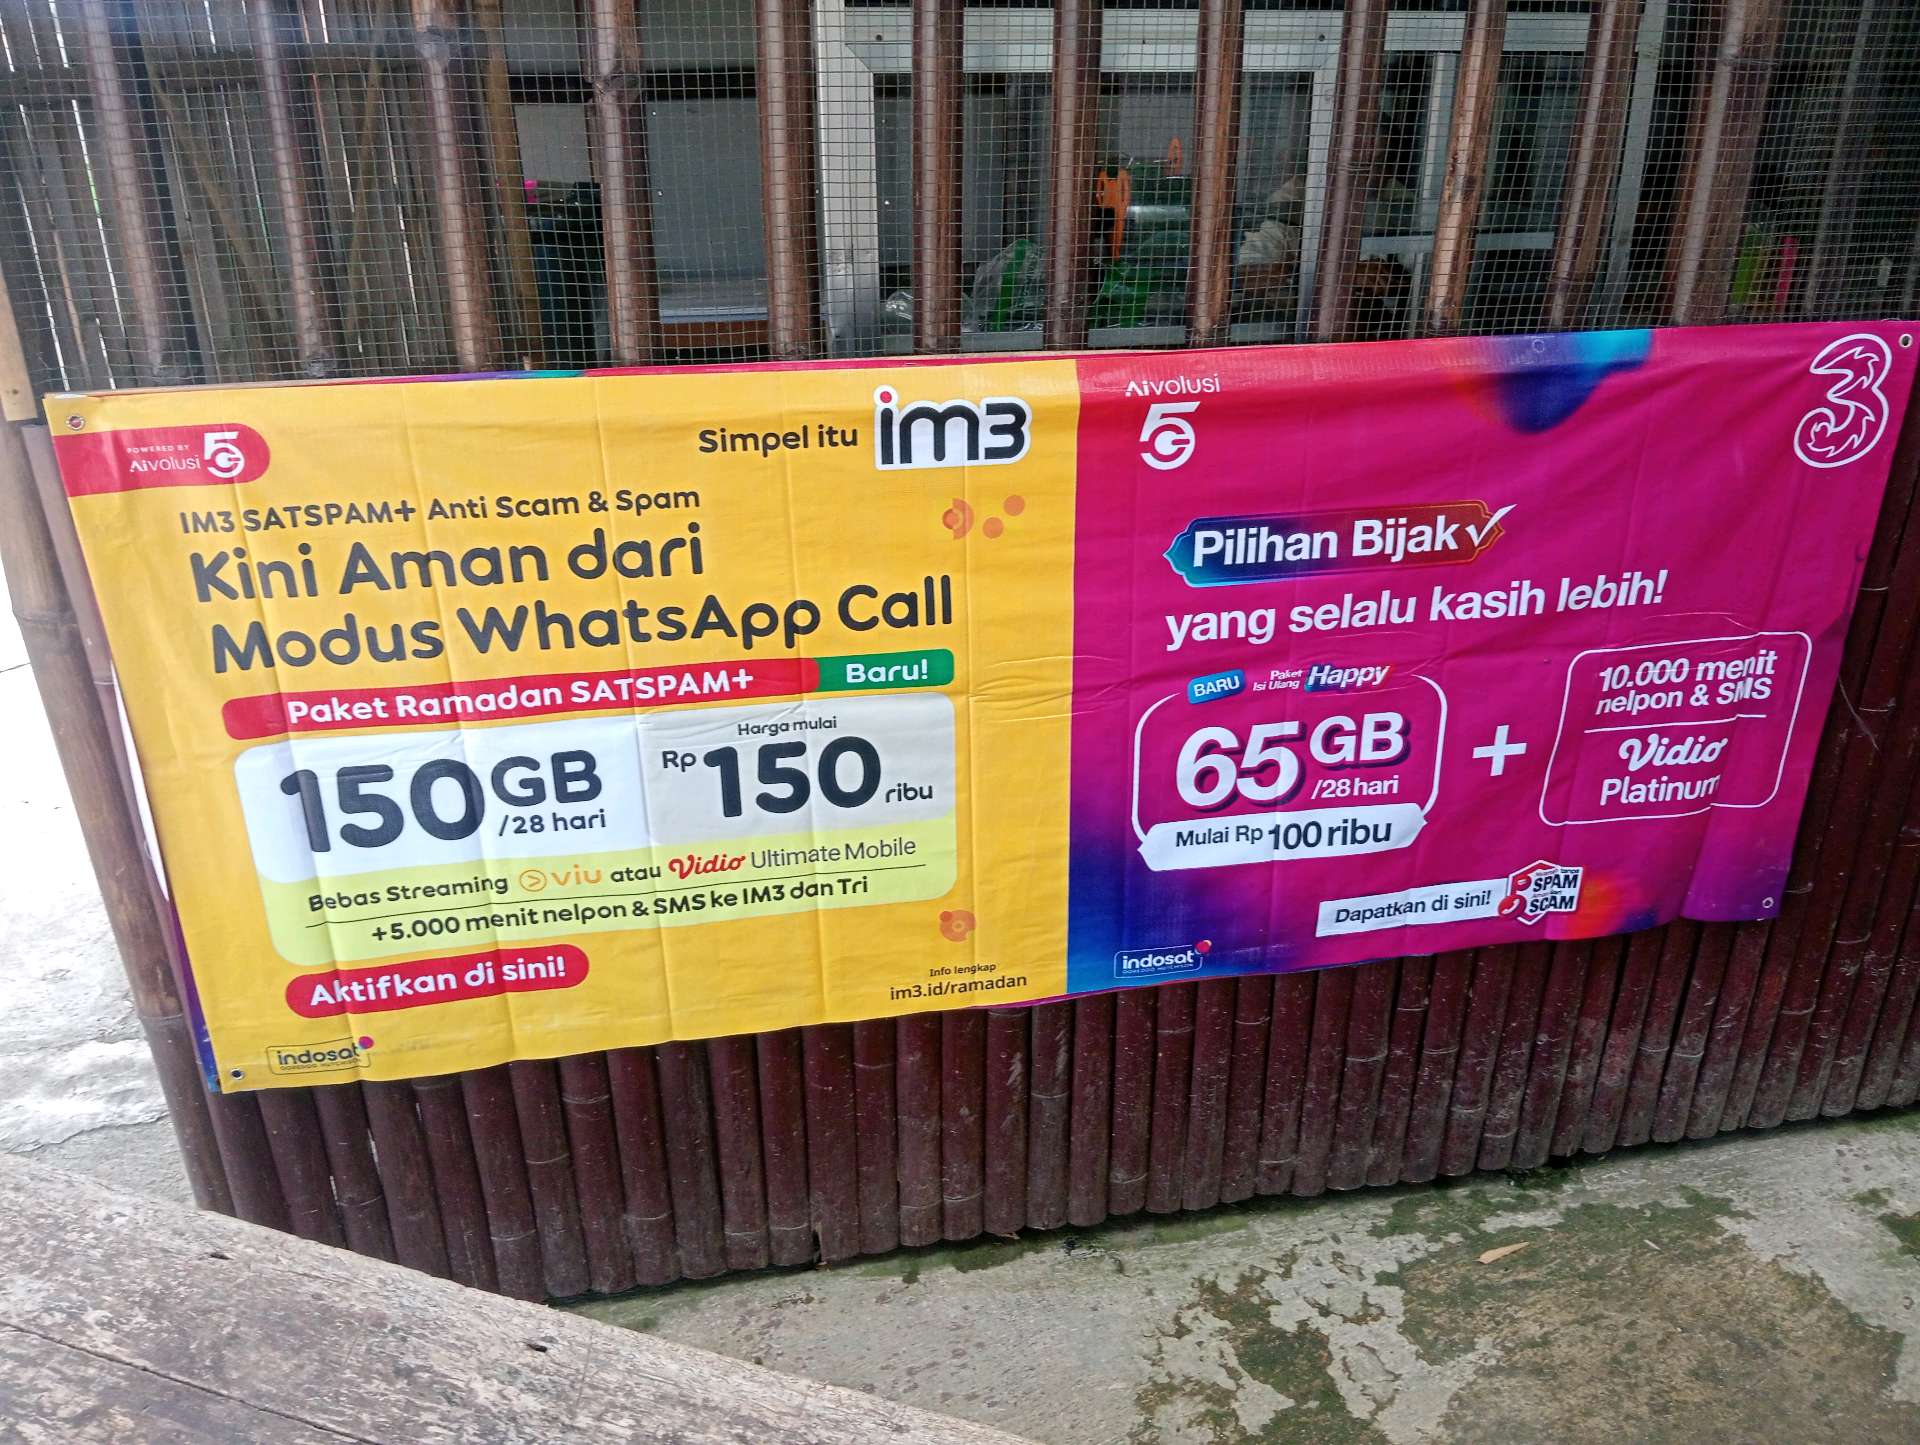 POWERED BY
Aivolusi 5G
Simpel itu im3
IM3 SATSPAM+ Anti Scam & Spam
Kini Aman dari
Modus WhatsApp Call
Paket Ramadan SATSPAM+ Baru!
150GB
/28 hari
Harga mulai
Rp 150 ribu
Bebas Streaming viu atau Vidio Ultimate Mobile
+5.000 menit nelpon & SMS ke IM3 dan Tri
Aktifkan di sini!
Info lengkap
im3.id/ramadan
indosat
OOREDOO HUTCHISON
Aivolusi
5G
3
Pilihan Bijak
yang selalu kasih lebih!
BARU Paket Isi Ulang Happy
65GB
/28 hari
Mulai Rp 100 ribu
+
10.000 menit
nelpon & SMS
Vidio
Platinum
Dapatkan di sini!
SPAM
SCAM
indosat
OOREDOO HUTCHISON